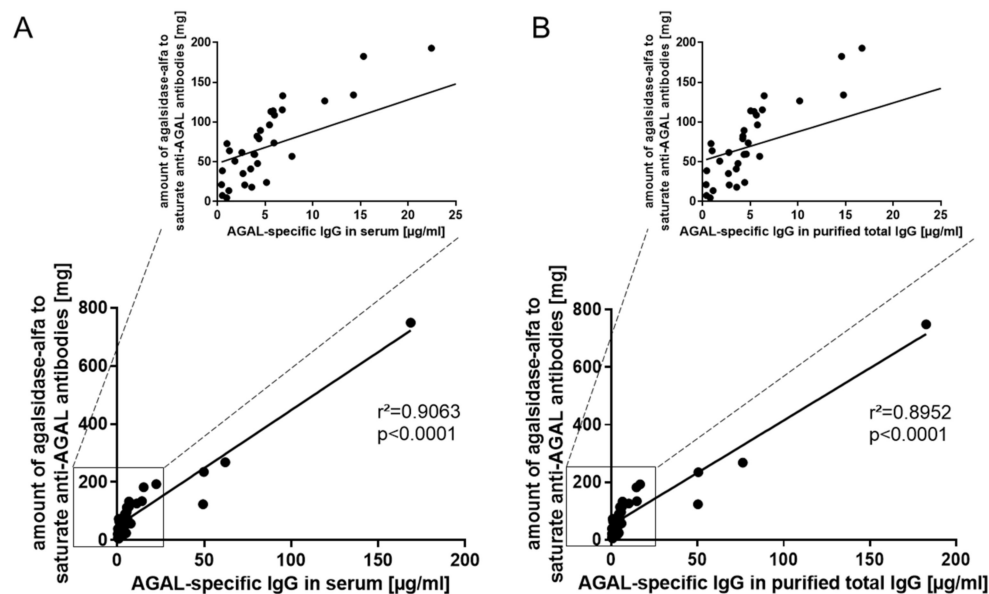 A
amount of agalsidase-alfa to
saturate anti-AGAL antibodies [mg]
200
150
100
50
0
0 5 10 15 20 25
AGAL-specific IgG in serum [µg/ml]
amount of agalsidase-alfa to
saturate anti-AGAL antibodies [mg]
800
600
400
200
0
r²=0.9063
p<0.0001
0 50 100 150 200
AGAL-specific IgG in serum [µg/ml]
B
amount of agalsidase-alfa to
saturate anti-AGAL antibodies [mg]
200
150
100
50
0
0 5 10 15 20 25
AGAL-specific IgG in purified total IgG [µg/ml]
amount of agalsidase-alfa to
saturate anti-AGAL antibodies [mg]
800
600
400
200
0
r²=0.8952
p<0.0001
0 50 100 150 200
AGAL-specific IgG in purified total IgG [µg/ml]